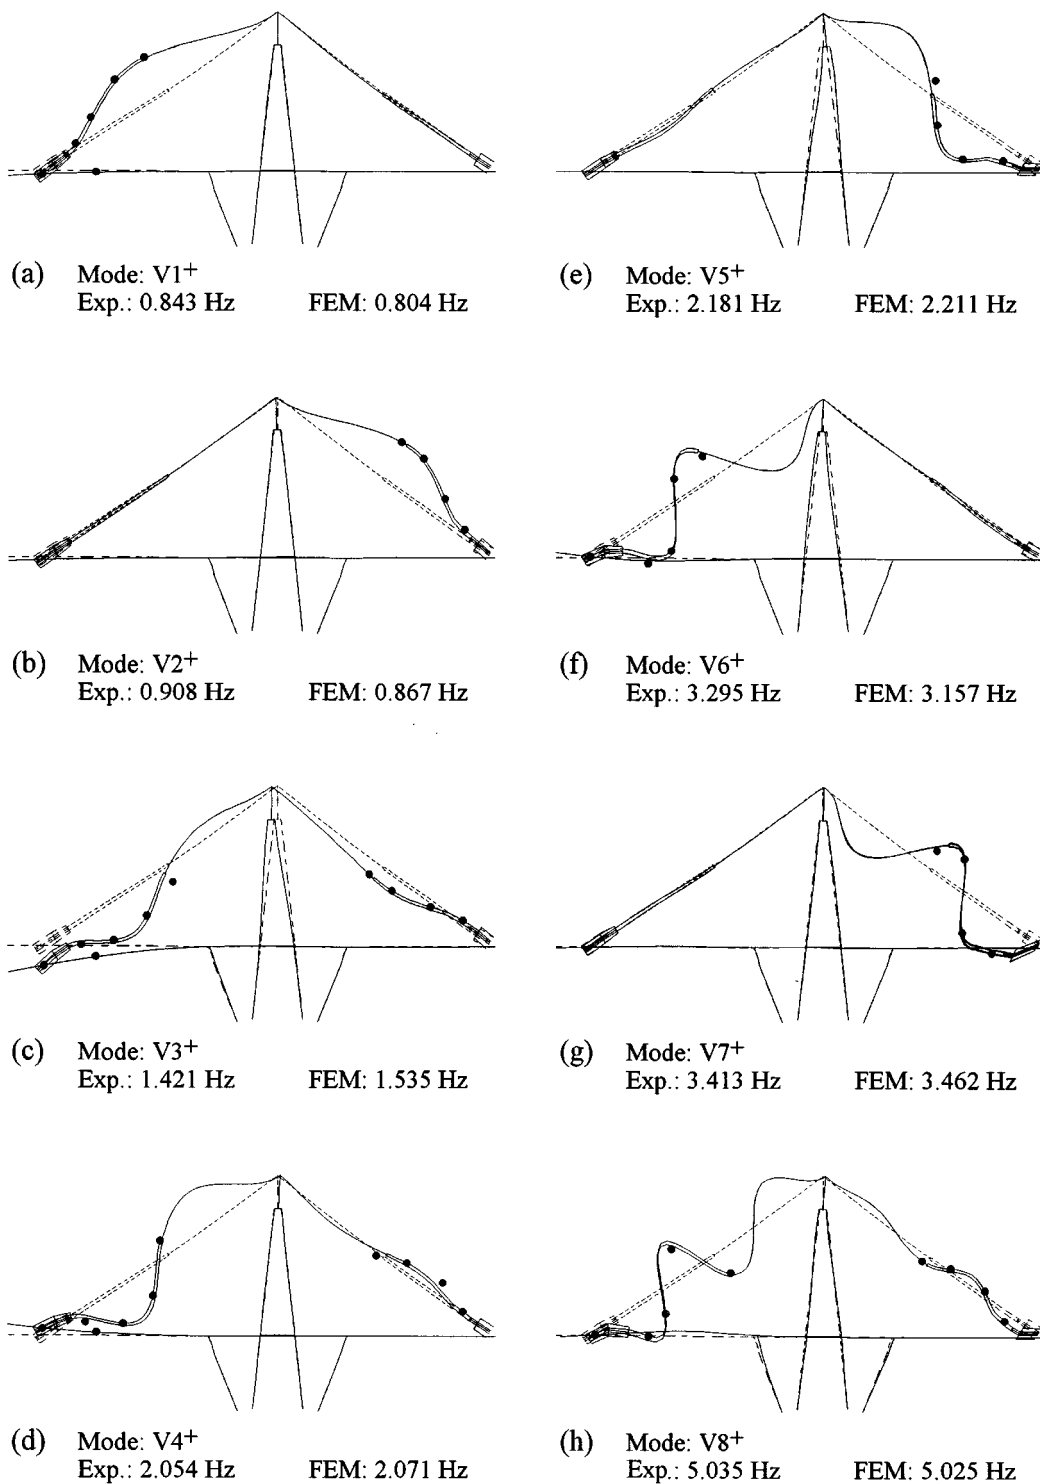 (a) Mode: V1+
Exp.: 0.843 Hz FEM: 0.804 Hz
(b) Mode: V2+
Exp.: 0.908 Hz FEM: 0.867 Hz
(c) Mode: V3+
Exp.: 1.421 Hz FEM: 1.535 Hz
(d) Mode: V4+
Exp.: 2.054 Hz FEM: 2.071 Hz
(e) Mode: V5+
Exp.: 2.181 Hz FEM: 2.211 Hz
(f) Mode: V6+
Exp.: 3.295 Hz FEM: 3.157 Hz
(g) Mode: V7+
Exp.: 3.413 Hz FEM: 3.462 Hz
(h) Mode: V8+
Exp.: 5.035 Hz FEM: 5.025 Hz